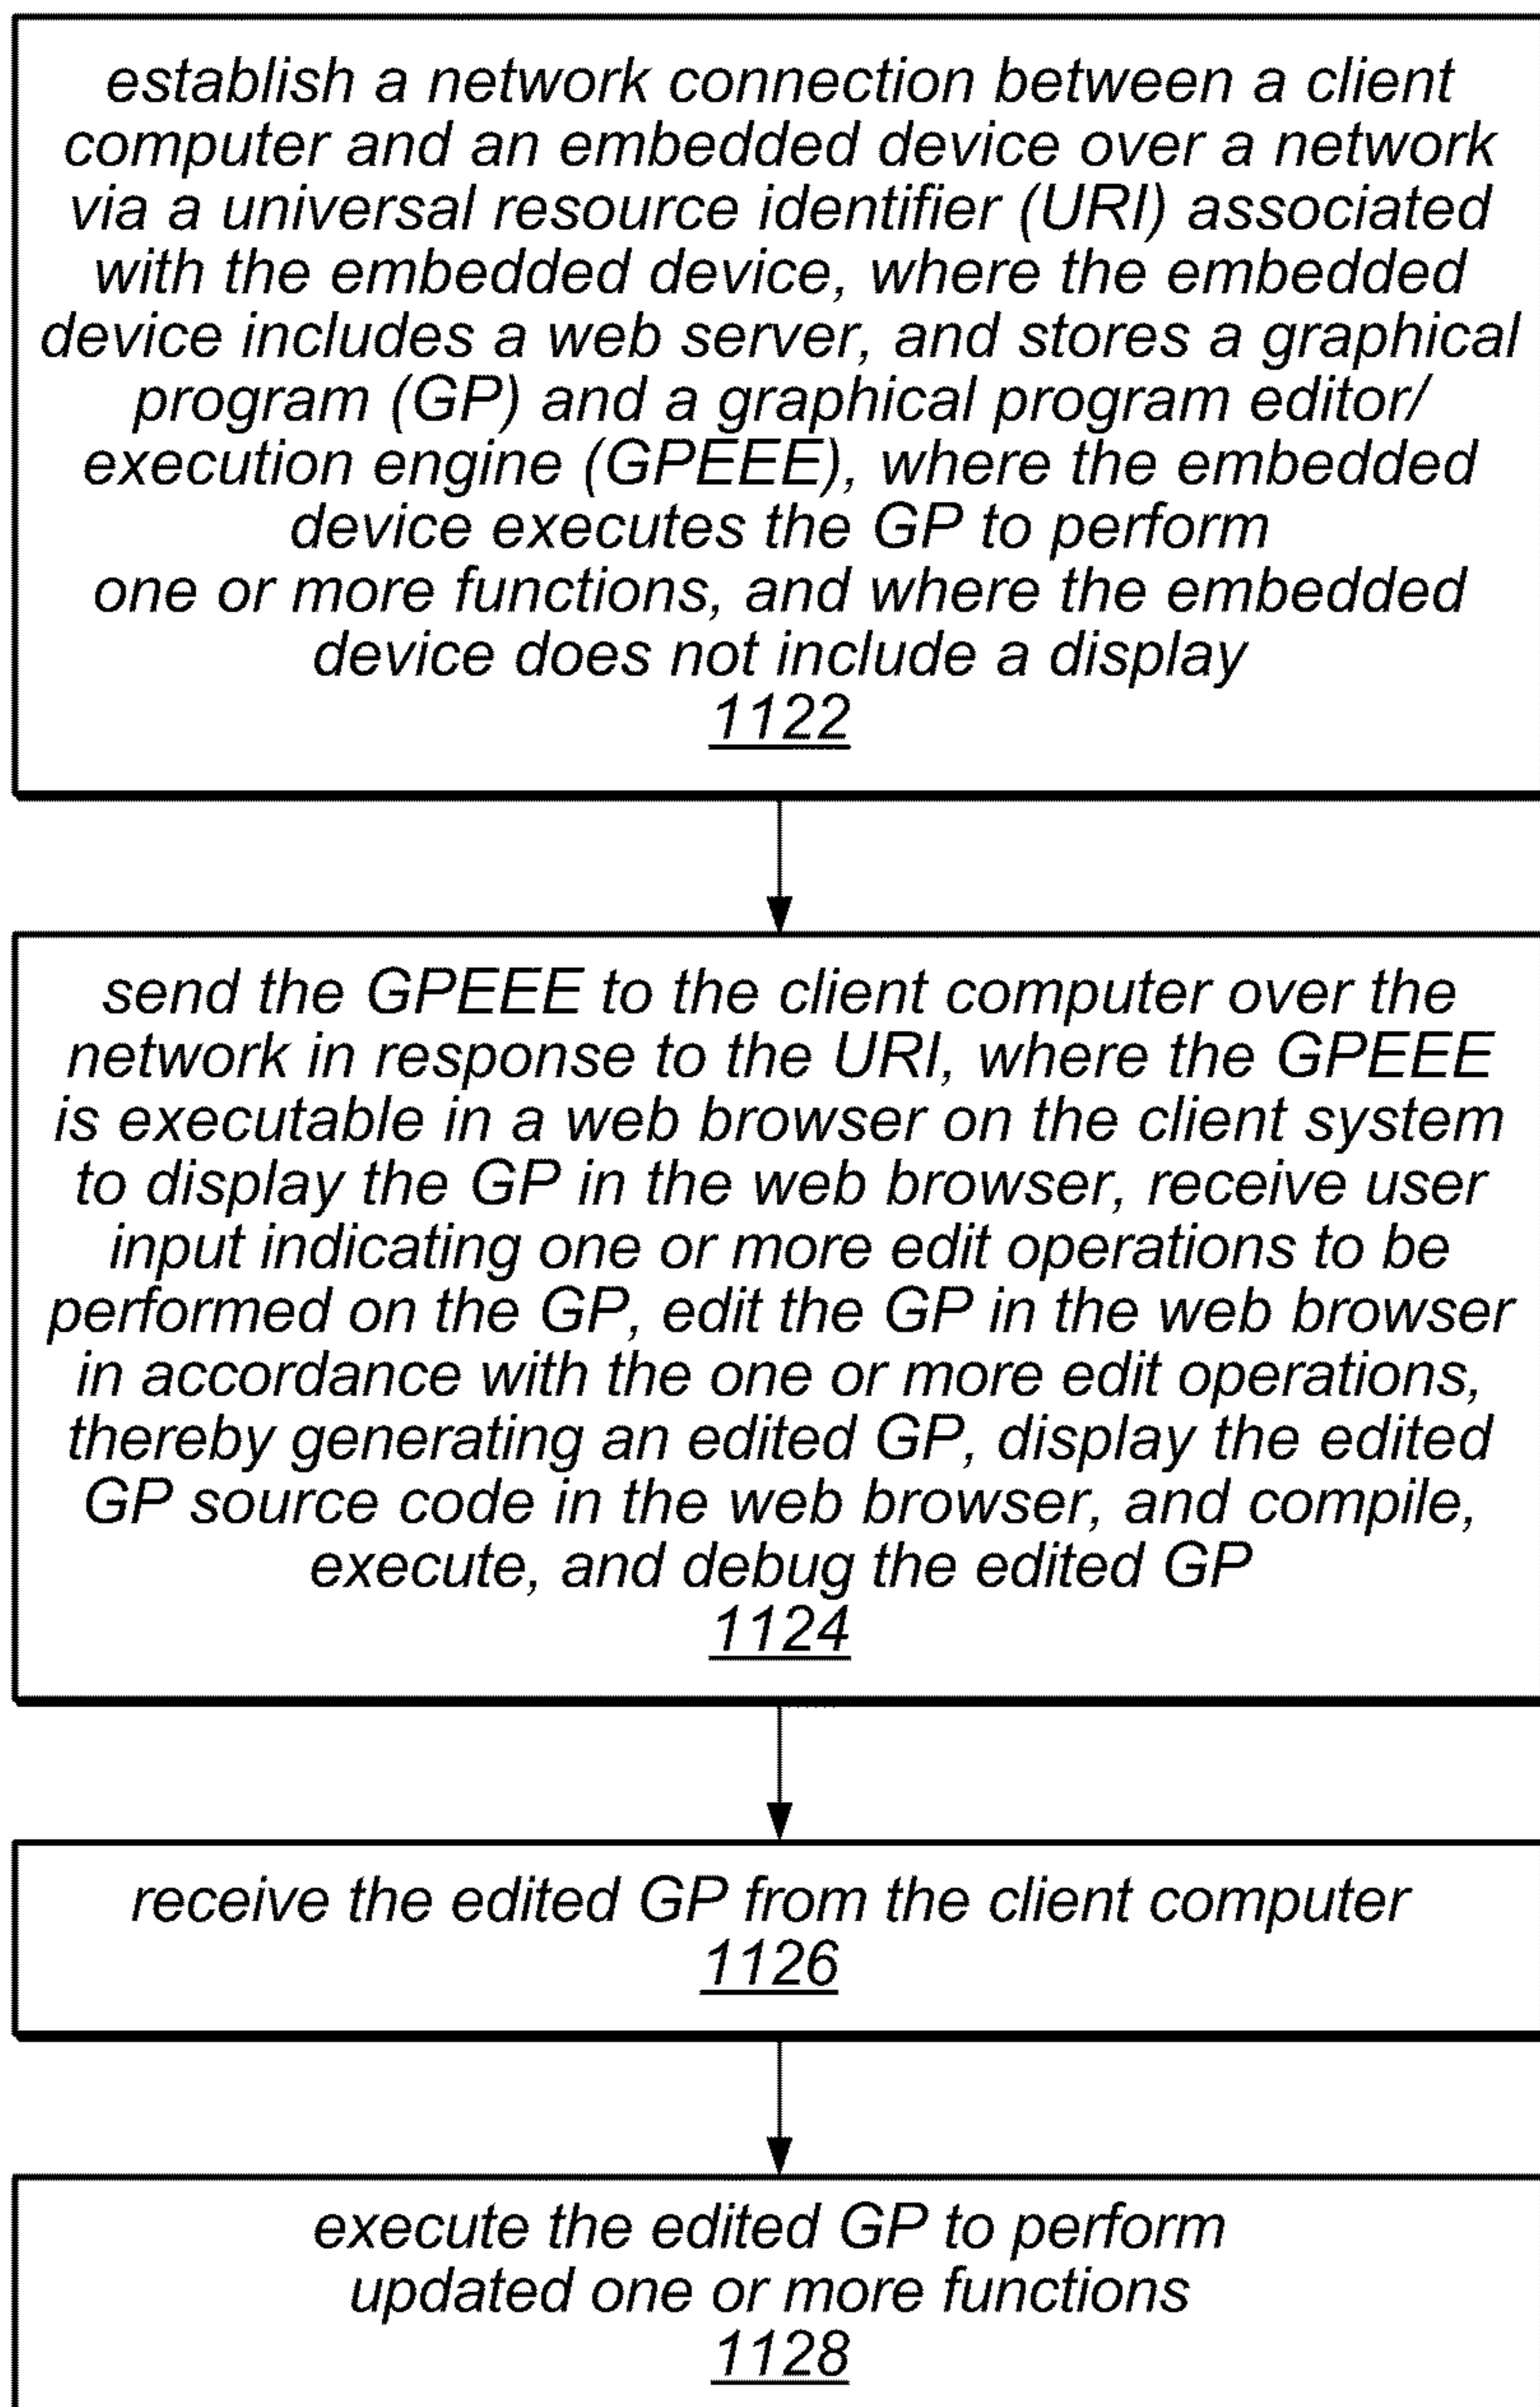 establish a network connection between a client
computer and an embedded device over a network
via a universal resource identifier (URI) associated
with the embedded device, where the embedded
device includes a web server, and stores a graphical
program (GP) and a graphical program editor/
execution engine (GPEEE), where the embedded
device executes the GP to perform
one or more functions, and where the embedded
device does not include a display
1122
send the GPEEE to the client computer over the
network in response to the URI, where the GPEEE
is executable in a web browser on the client system
to display the GP in the web browser, receive user
input indicating one or more edit operations to be
performed on the GP, edit the GP in the web browser
in accordance with the one or more edit operations,
thereby generating an edited GP, display the edited
GP source code in the web browser, and compile,
execute, and debug the edited GP
1124
receive the edited GP from the client computer
1126
execute the edited GP to perform
updated one or more functions
1128